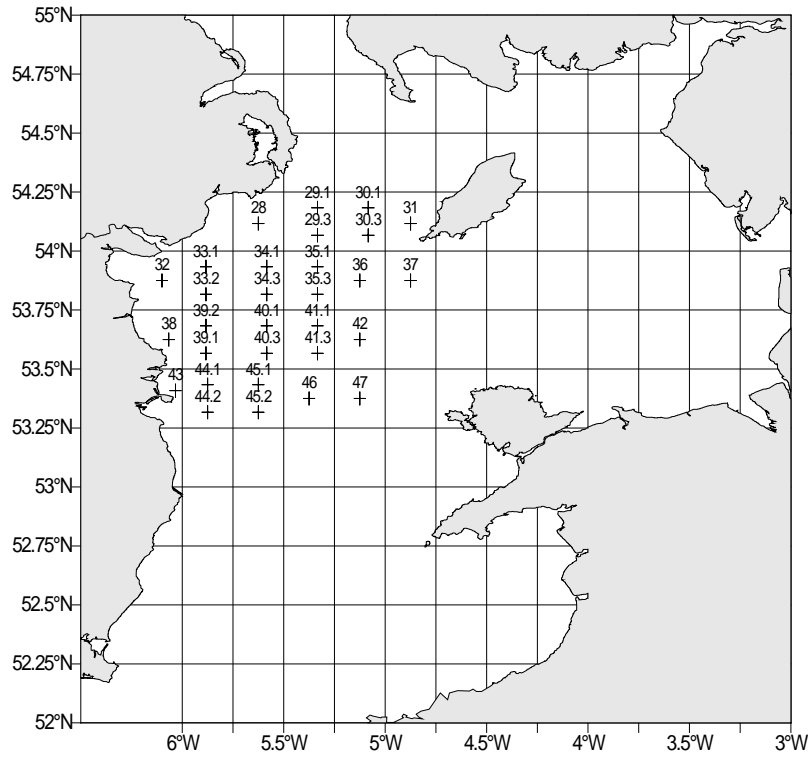 55°N
54.75°N
54.5°N
54.25°N
29.1 30.1
28 31
29.3 30.3
54°N
33.1 34.1 35.1
32 36 37
33.2 34.3 35.3
53.75°N
39.2 40.1 41.1
38 42
39.1 40.3 41.3
53.5°N
43 44.1 45.1
46 47
44.2 45.2
53.25°N
53°N
52.75°N
52.5°N
52.25°N
52°N
6°W 5.5°W 5°W 4.5°W 4°W 3.5°W 3°W